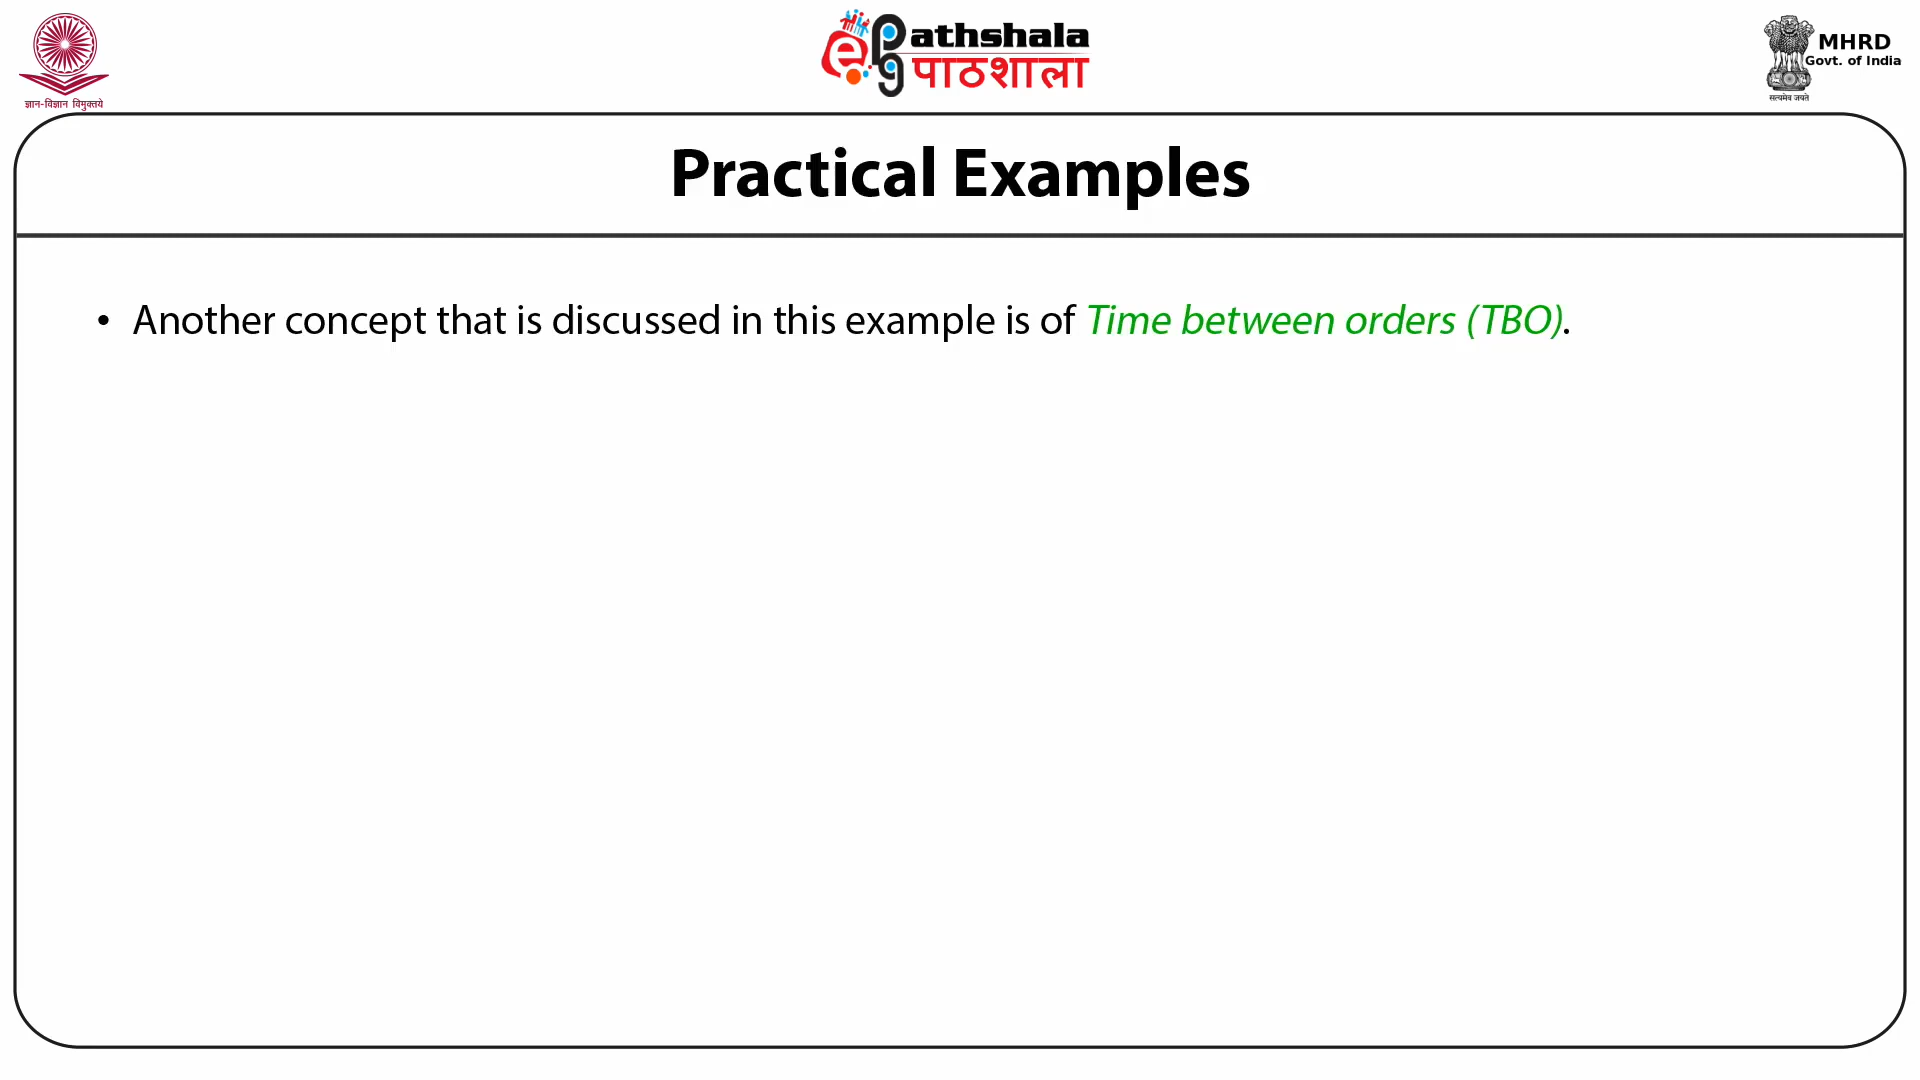 ज्ञान-विज्ञान विमुक्तये
ePG athshala
पाठशाला
MHRD
Govt. of India
सत्यमेव जयते
Practical Examples
• Another concept that is discussed in this example is of Time between orders (TBO).